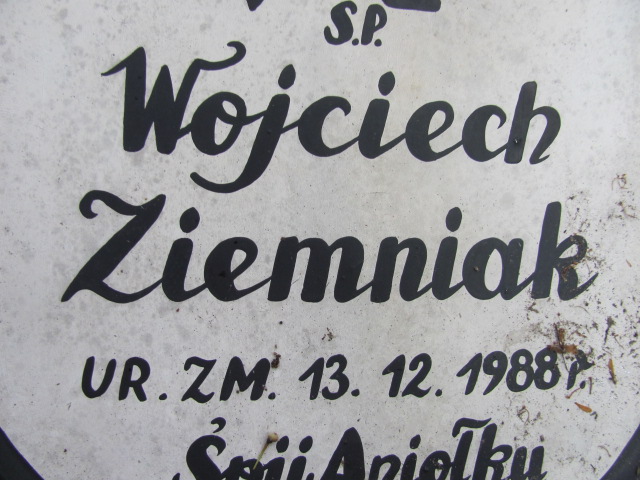 Ś.P.
Wojciech
Ziemniak
UR. ZM. 13. 12. 1988 r.
Śpij Aniołku